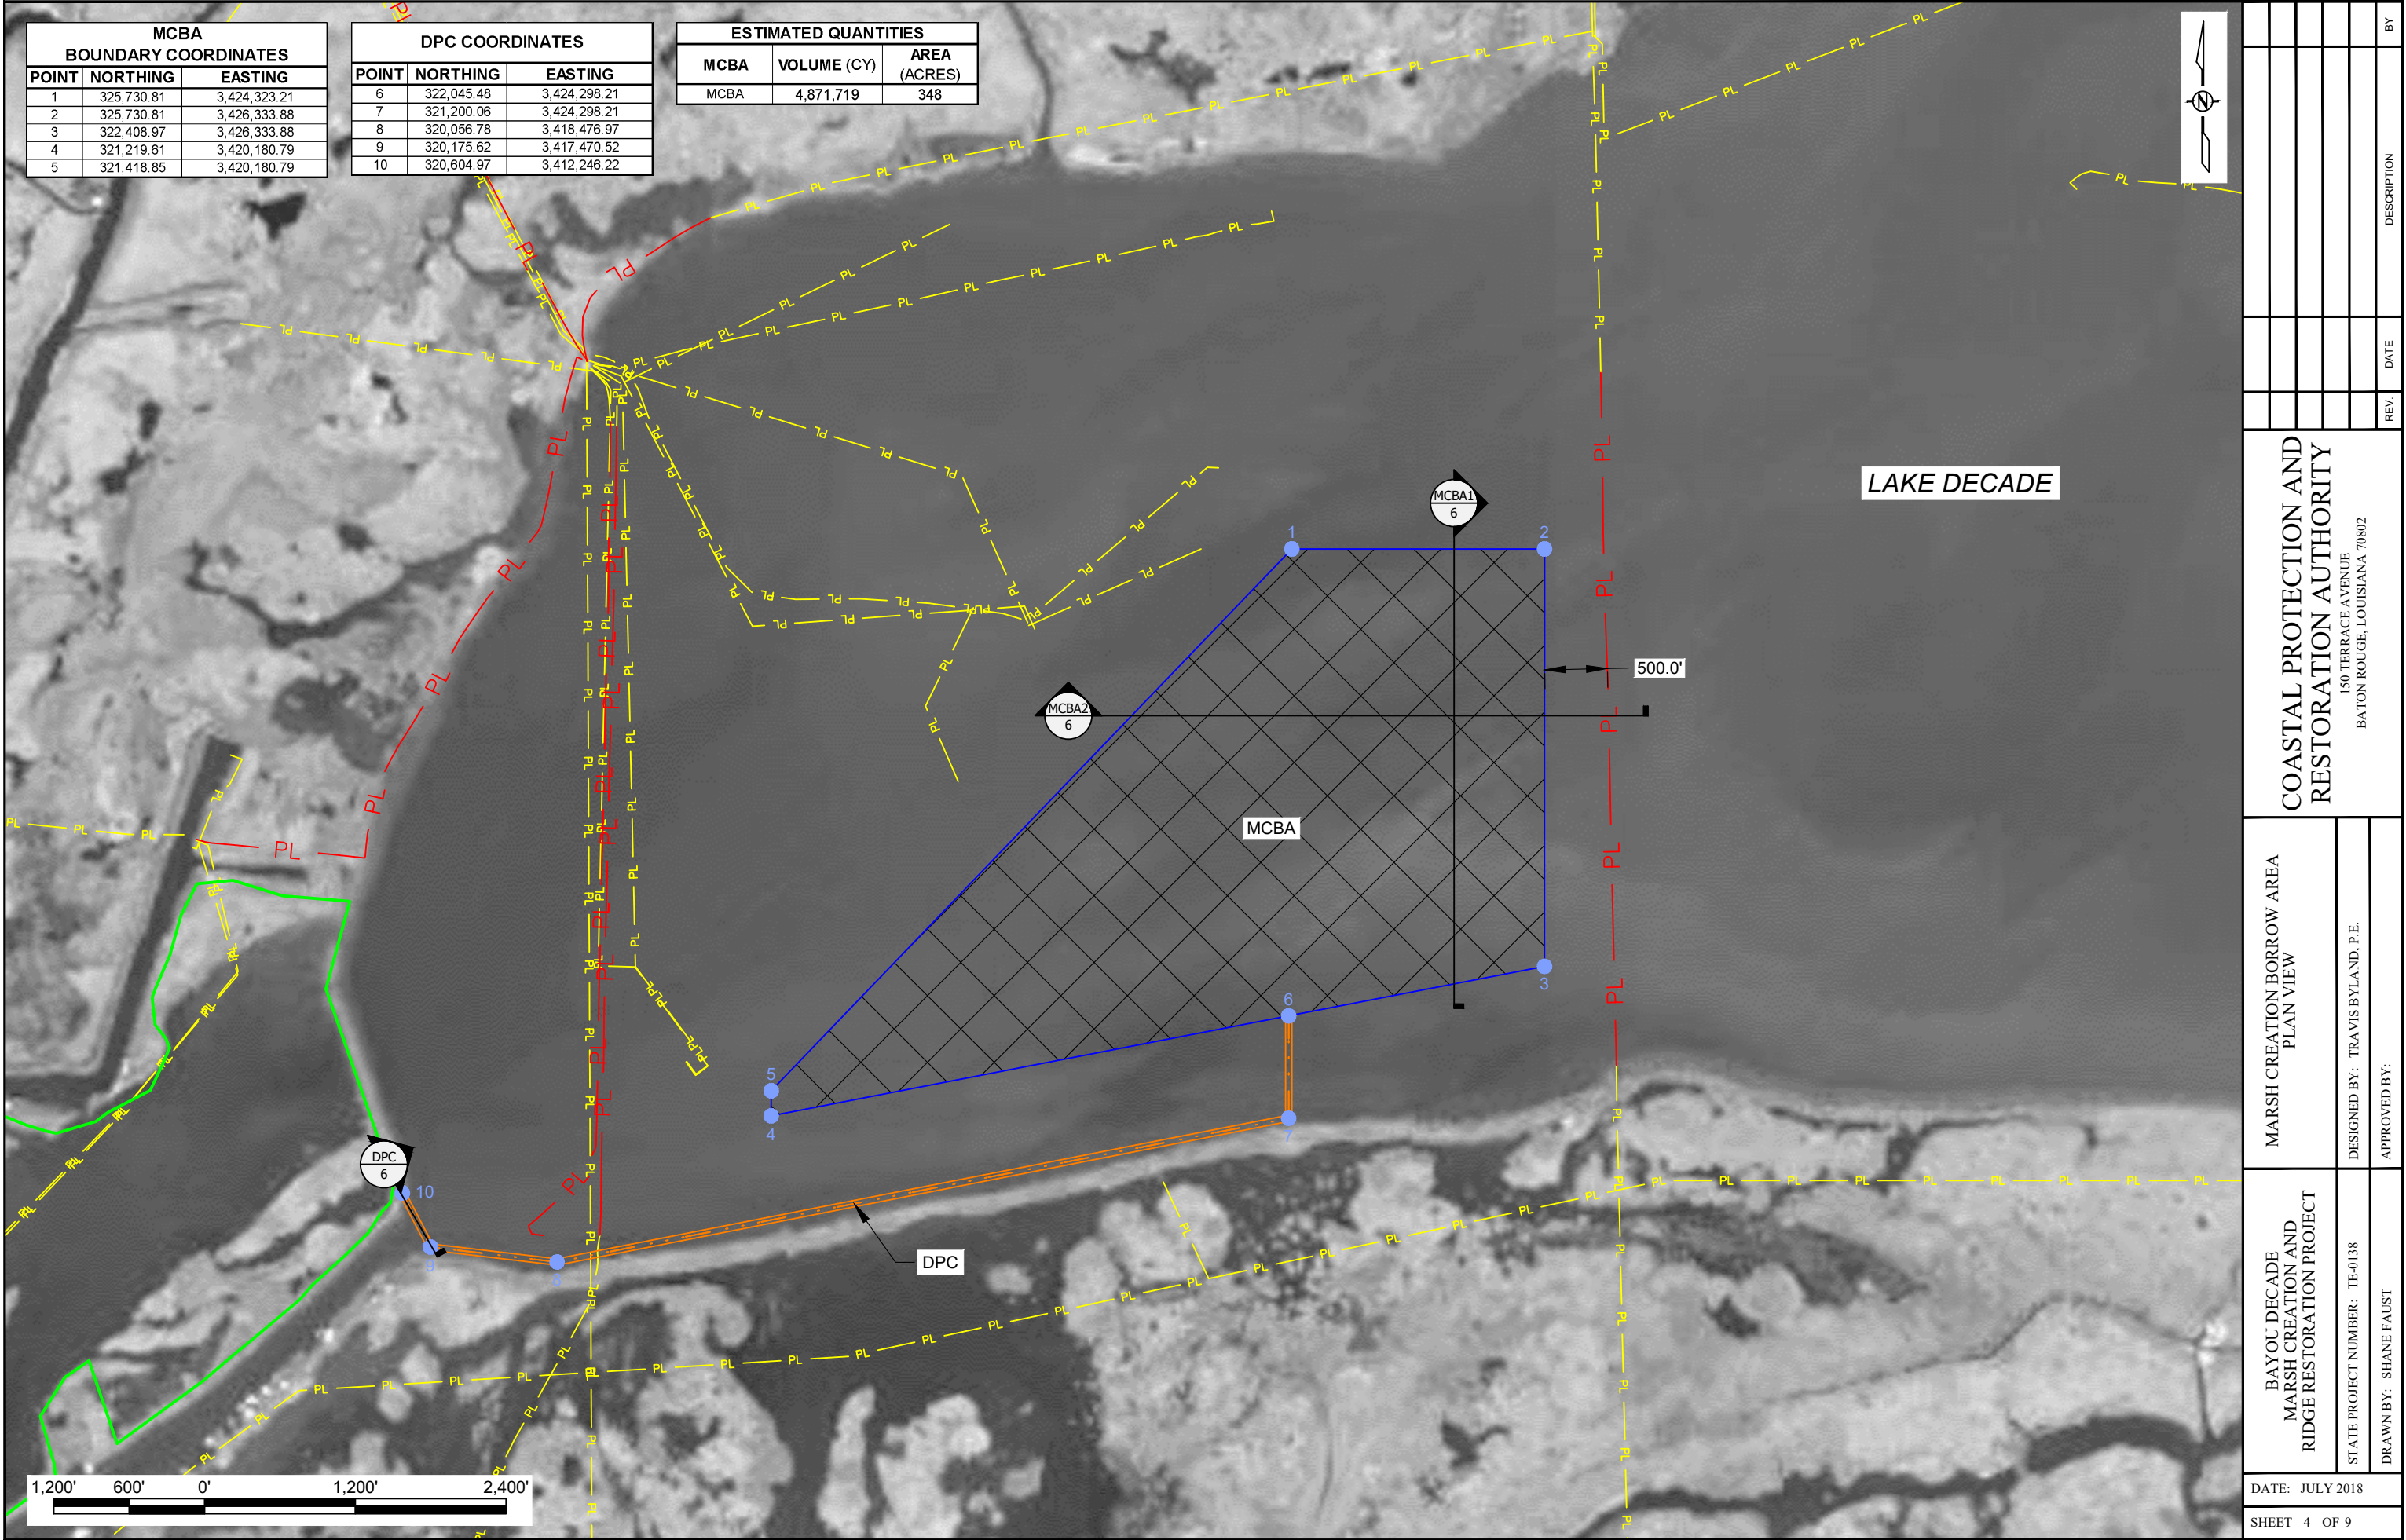 MCBA
BOUNDARY COORDINATES
POINT NORTHING EASTING
1 325,730.81 3,424,323.21
2 325,730.81 3,426,333.88
3 322,408.97 3,426,333.88
4 321,219.61 3,420,180.79
5 321,418.85 3,420,180.79
DPC COORDINATES
POINT NORTHING EASTING
6 322,045.48 3,424,298.21
7 321,200.06 3,424,298.21
8 320,056.78 3,418,476.97
9 320,175.62 3,417,470.52
10 320,604.97 3,412,246.22
ESTIMATED QUANTITIES
MCBA VOLUME (CY) AREA (ACRES)
MCBA 4,871,719 348
N
LAKE DECADE
MCBA1
6
1
2
500.0'
MCBA2
6
MCBA
3
6
5
4
7
DPC
6
10
9
8
DPC
PL
1,200' 600' 0' 1,200' 2,400'
REV. DATE DESCRIPTION BY
COASTAL PROTECTION AND
RESTORATION AUTHORITY
150 TERRACE AVENUE
BATON ROUGE, LOUISIANA 70802
MARSH CREATION BORROW AREA
PLAN VIEW
DESIGNED BY: TRAVIS BYLAND, P.E.
APPROVED BY:
BAYOU DECADE
MARSH CREATION AND
RIDGE RESTORATION PROJECT
STATE PROJECT NUMBER: TE-0138
DRAWN BY: SHANE FAUST
DATE: JULY 2018
SHEET 4 OF 9